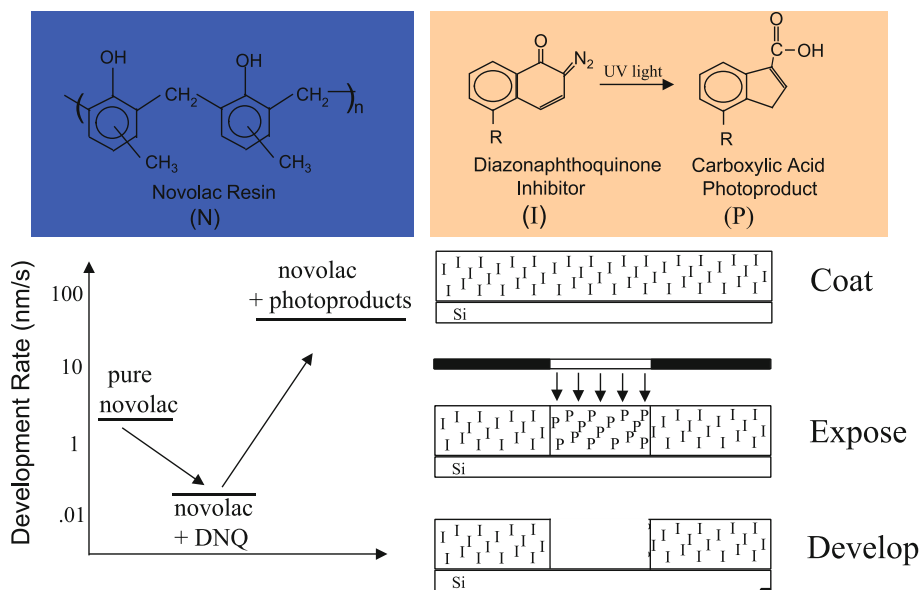 OH
OH
CH₂
CH₂
n
CH₃
CH₃
Novolac Resin
(N)
O
N₂
R
UV light
O
C
OH
R
Diazonaphthoquinone
Inhibitor
(I)
Carboxylic Acid
Photoproduct
(P)
Development Rate (nm/s)
100
10
1
.01
pure
novolac
novolac
+ DNQ
novolac
+ photoproducts
I I I I I I I I I I I
I I I I I I I I I I I
I I I I I I I I I I I
Si
Coat
I I I I I P P P P P I I I I I
I I I I I P P P P P I I I I I
I I I I I P P P P P I I I I I
Si
Expose
I I I I I I I I I I
I I I I I I I I I I
I I I I I I I I I I
Si
Develop